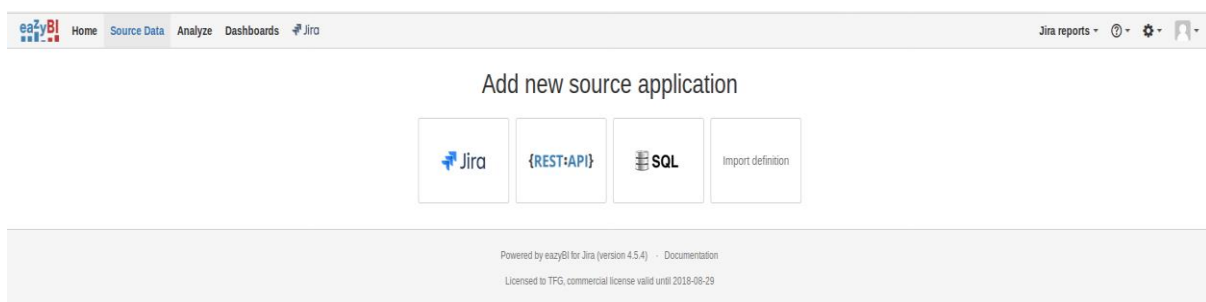 eazyBI Home Source Data Analyze Dashboards Jira Jira reports
Add new source application
Jira {REST:API} SQL Import definition
Powered by eazyBI for Jira (version 4.5.4) · Documentation
Licensed to TFG, commercial license valid until 2018-08-29